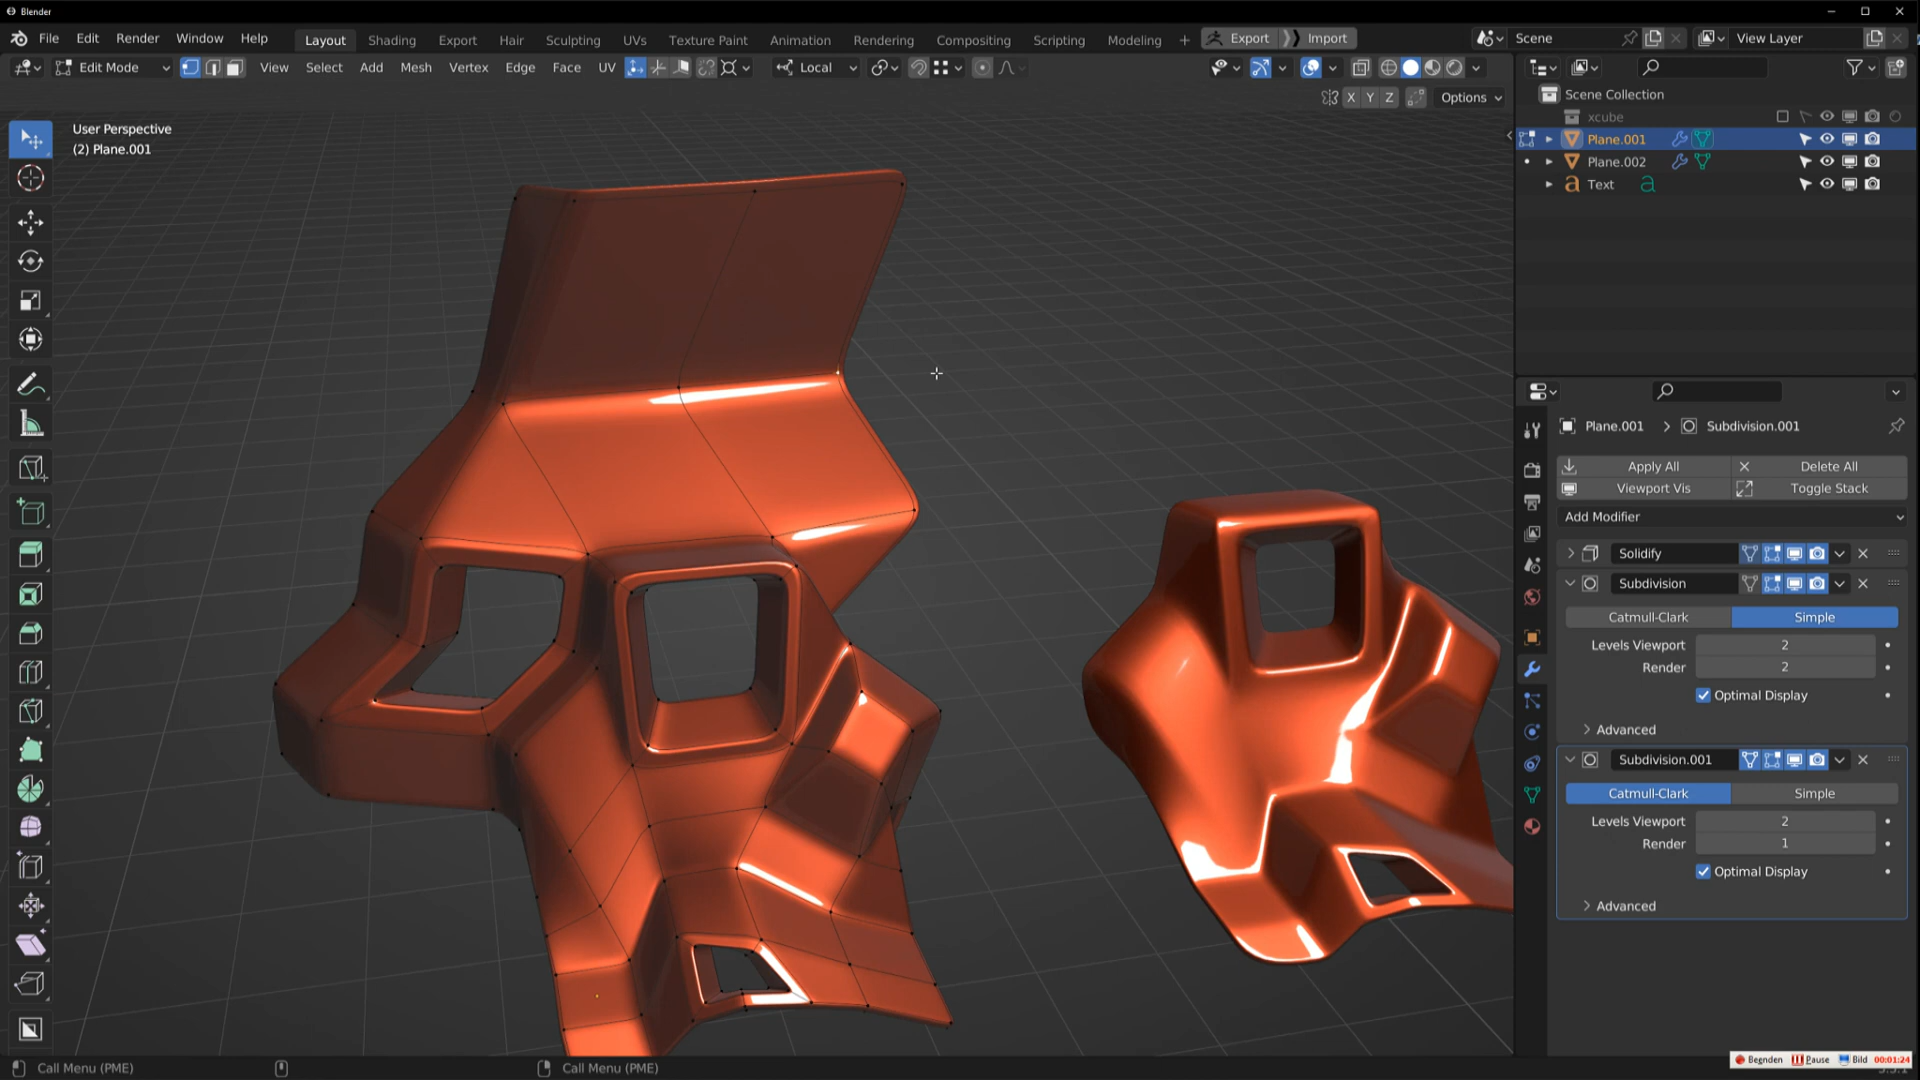 Blender
File Edit Render Window Help Layout Shading Export Hair Sculpting UVs Texture Paint Animation Rendering Compositing Scripting Modeling + Export Import Scene View Layer
Edit Mode View Select Add Mesh Vertex Edge Face UV Local
X Y Z Options
User Perspective
(2) Plane.001
Scene Collection
xcube
Plane.001
Plane.002
Text
Plane.001 > Subdivision.001
Apply All Delete All
Viewport Vis Toggle Stack
Add Modifier
Solidify
Subdivision
Catmull-Clark Simple
Levels Viewport 2
Render 2
Optimal Display
Advanced
Subdivision.001
Catmull-Clark Simple
Levels Viewport 2
Render 1
Optimal Display
Advanced
Call Menu (PME) Call Menu (PME)
Beenden Pause Bild 00:01:24